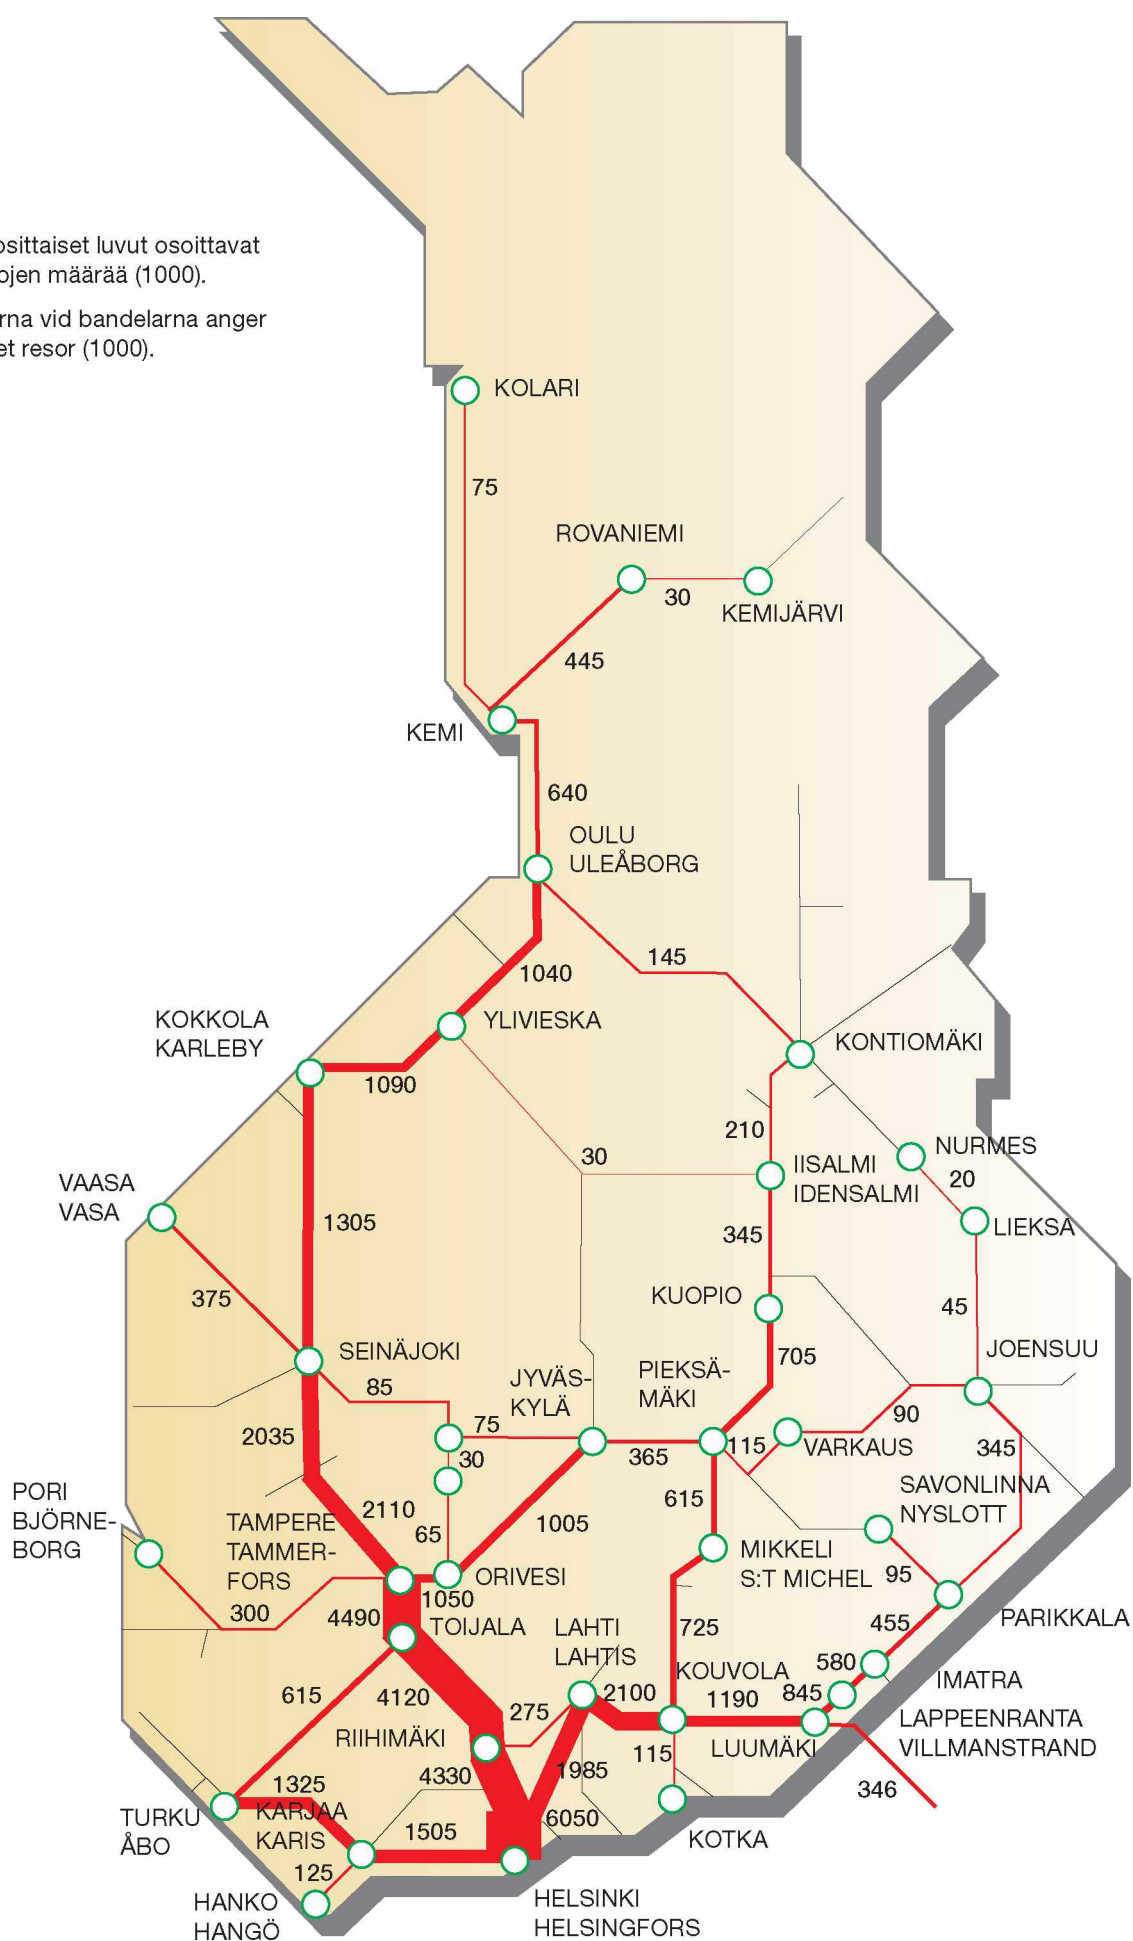 osittaiset luvut osoittavat
ojen määrää (1000).
rna vid bandelarna anger
et resor (1000).
KOLARI
75
ROVANIEMI
30
KEMIJÄRVI
445
KEMI
640
OULU
ULEÅBORG
145
1040
KOKKOLA
KARLEBY
YLIVIESKA
KONTIOMÄKI
1090
210
NURMES
30
IISALMI
IDENSALMI
20
VAASA
VASA
1305
345
LIEKSA
375
KUOPIO
45
SEINÄJOKI
705
JOENSUU
85
JYVÄS-
KYLÄ
PIEKSÄ-
MÄKI
90
2035
75
30
365
115
VARKAUS
345
PORI
BJÖRNE-
BORG
2110
TAMPERE
TAMMER-
FORS
65
1005
615
SAVONLINNA
NYSLOTT
MIKKELI
S:T MICHEL
95
ORIVESI
1050
300
4490
TOIJALA
LAHTI
LAHTIS
725
455
PARIKKALA
615
4120
275
2100
KOUVOLA
1190
580
845
IMATRA
RIIHIMÄKI
LUUMÄKI
LAPPEENRANTA
VILLMANSTRAND
4330
1985
115
346
1325
TURKU
ÅBO
KARJAA
KARIS
1505
6050
KOTKA
125
HANKO
HANGÖ
HELSINKI
HELSINGFORS